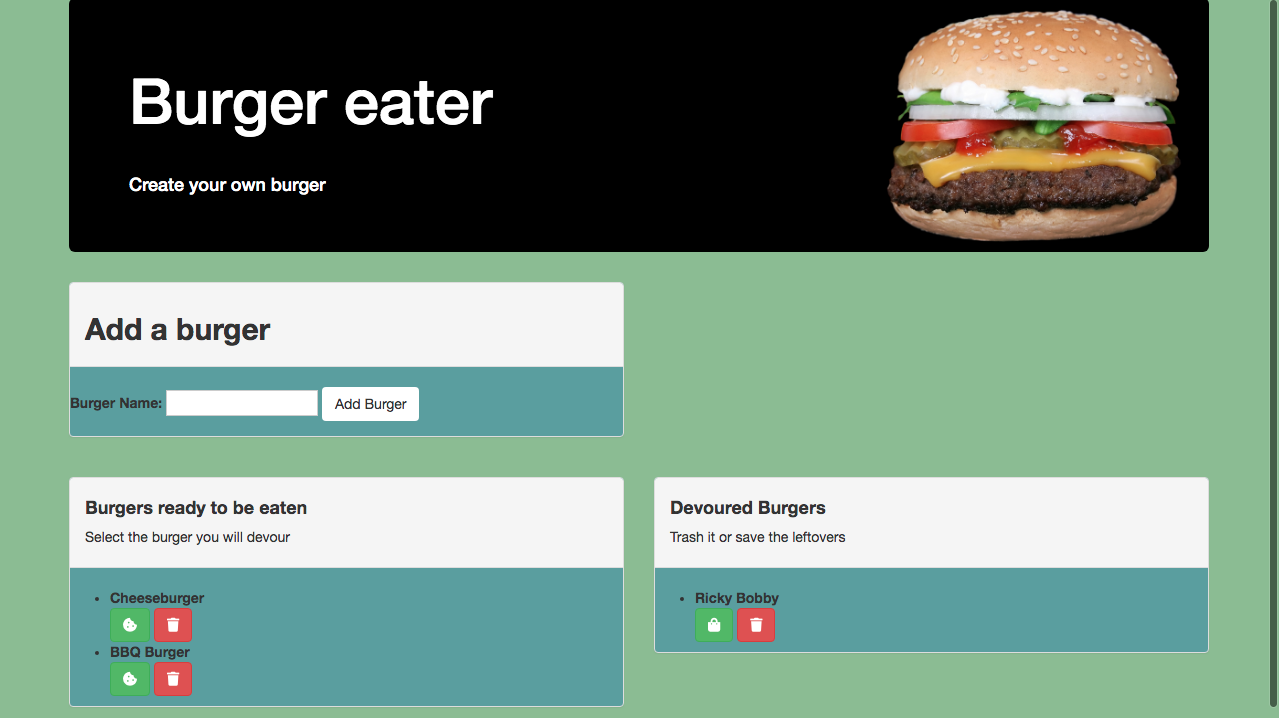 Burger eater
Create your own burger
Add a burger
Burger Name: Add Burger
Burgers ready to be eaten
Select the burger you will devour
Cheeseburger
BBQ Burger
Devoured Burgers
Trash it or save the leftovers
Ricky Bobby